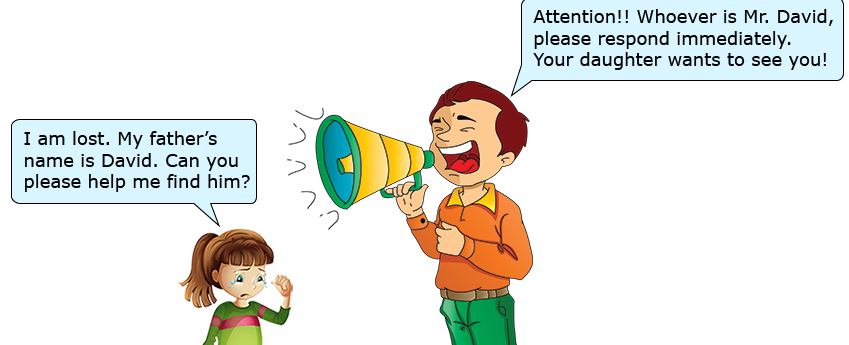 Attention!! Whoever is Mr. David,
please respond immediately.
Your daughter wants to see you!
I am lost. My father’s
name is David. Can you
please help me find him?